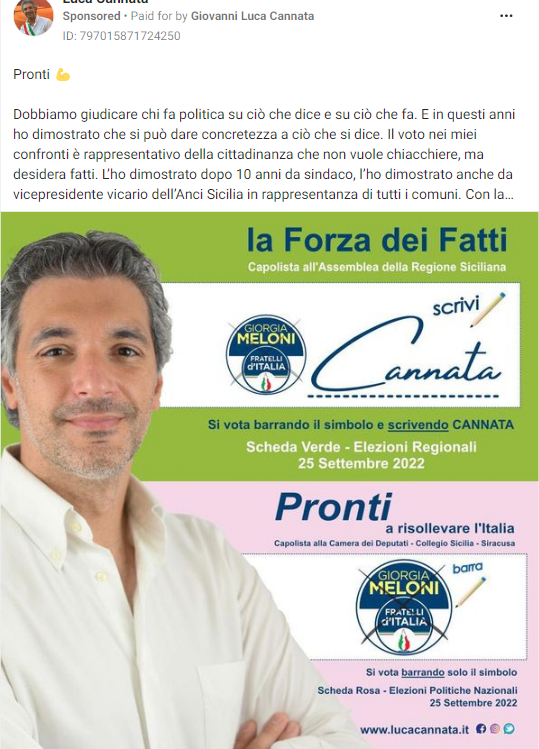 Luca Cannata
Sponsored • Paid for by Giovanni Luca Cannata
ID: 797015871724250
Pronti 💪
Dobbiamo giudicare chi fa politica su ciò che dice e su ciò che fa. E in questi anni
ho dimostrato che si può dare concretezza a ciò che si dice. Il voto nei miei
confronti è rappresentativo della cittadinanza che non vuole chiacchiere, ma
desidera fatti. L'ho dimostrato dopo 10 anni da sindaco, l'ho dimostrato anche da
vicepresidente vicario dell'Anci Sicilia in rappresentanza di tutti i comuni. Con la...
la Forza dei Fatti
Capolista all'Assemblea della Regione Siciliana
scrivi
GIORGIA
MELONI
FRATELLI
d'ITALIA
Cannata
Si vota barrando il simbolo e scrivendo CANNATA
Scheda Verde - Elezioni Regionali
25 Settembre 2022
Pronti
a risollevare l'Italia
Capolista alla Camera dei Deputati - Collegio Sicilia - Siracusa
barra
GIORGIA
MELONI
FRATELLI
d'ITALIA
Si vota barrando solo il simbolo
Scheda Rosa - Elezioni Politiche Nazionali
25 Settembre 2022
www.lucacannata.it